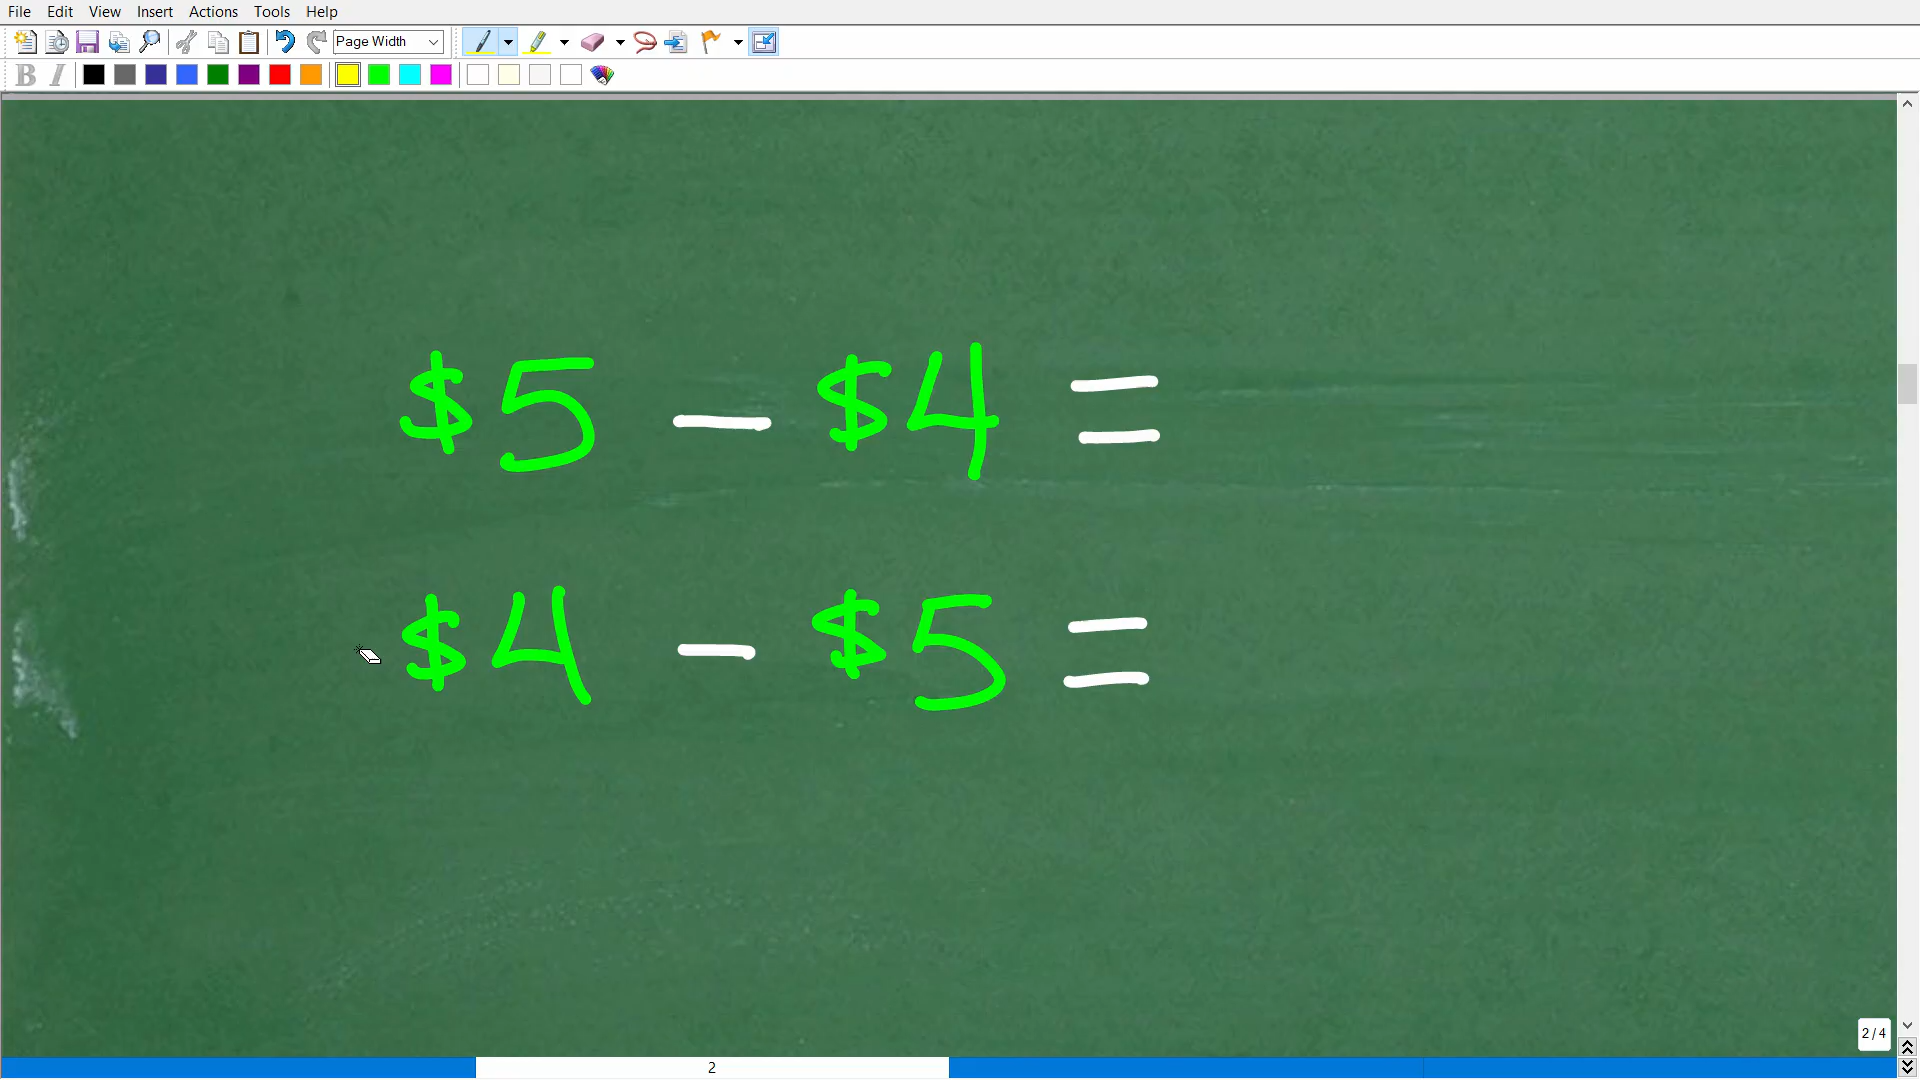 File Edit View Insert Actions Tools Help
Page Width
B I
$5 - $4 =
$4 - $5 =
2 / 4
2